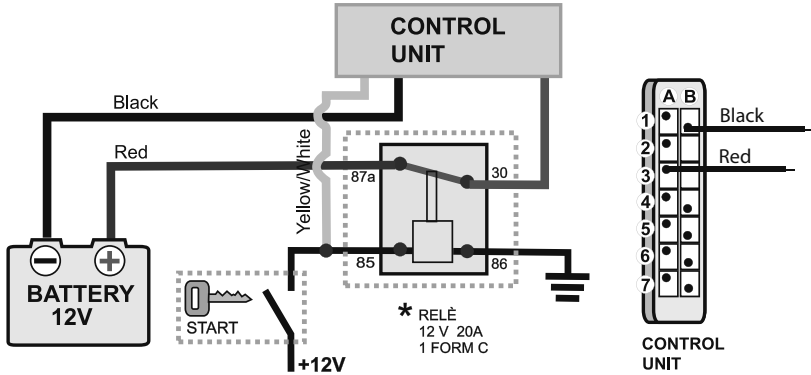 CONTROL
UNIT
Black
Red
Yellow/White
87a
30
85
86
BATTERY
12V
START
+12V
* RELÈ
12 V 20A
1 FORM C
A B
1
2
3
4
5
6
7
Black
Red
CONTROL
UNIT